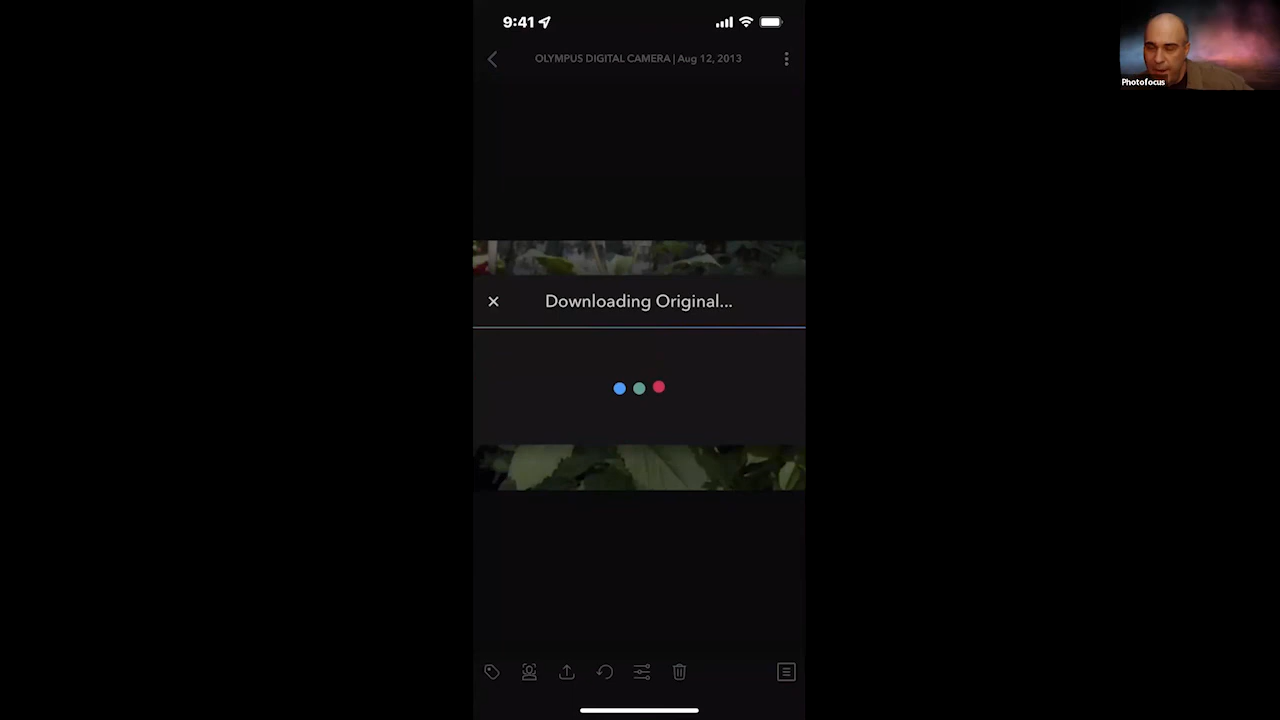 9:41
OLYMPUS DIGITAL CAMERA | Aug 12, 2013
Photofocus
Downloading Original...